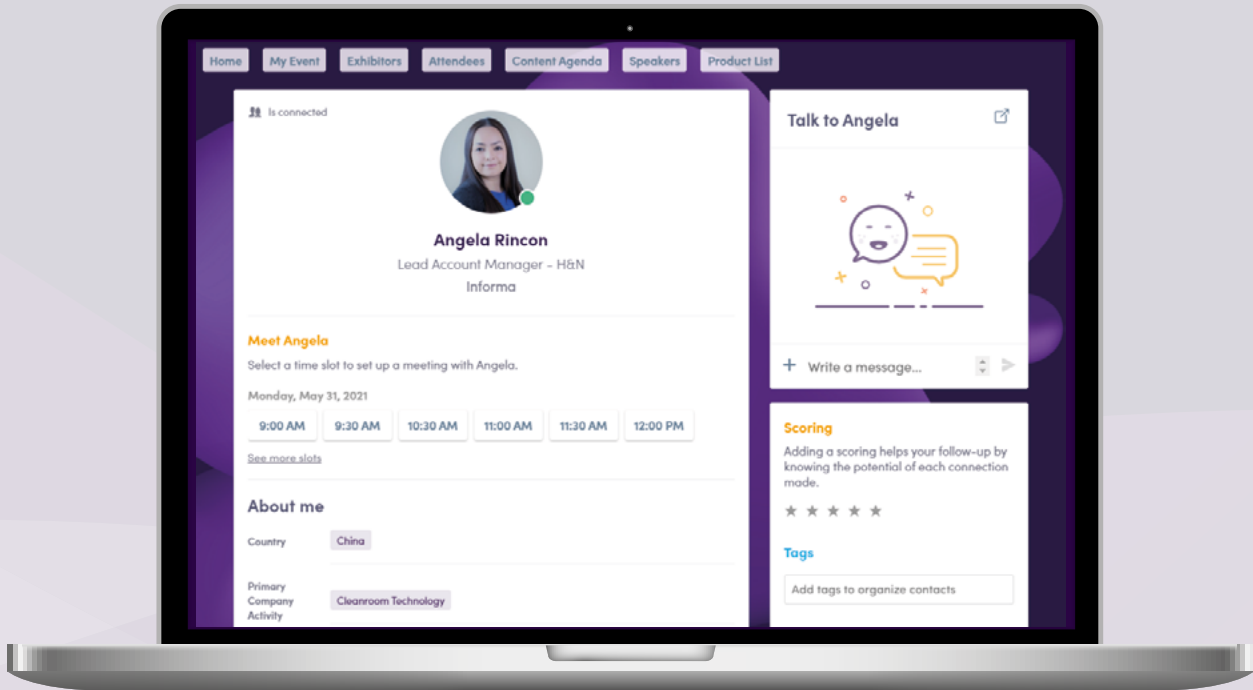 Home
My Event
Exhibitors
Attendees
Content Agenda
Speakers
Product List
Is connected
Angela Rincon
Lead Account Manager - H&N
Informa
Meet Angela
Select a time slot to set up a meeting with Angela.
Monday, May 31, 2021
9:00 AM
9:30 AM
10:30 AM
11:00 AM
11:30 AM
12:00 PM
See more slots
About me
Country
China
Primary
Company
Activity
Cleanroom Technology
Talk to Angela
Write a message...
Scoring
Adding a scoring helps your follow-up by
knowing the potential of each connection
made.
Tags
Add tags to organize contacts